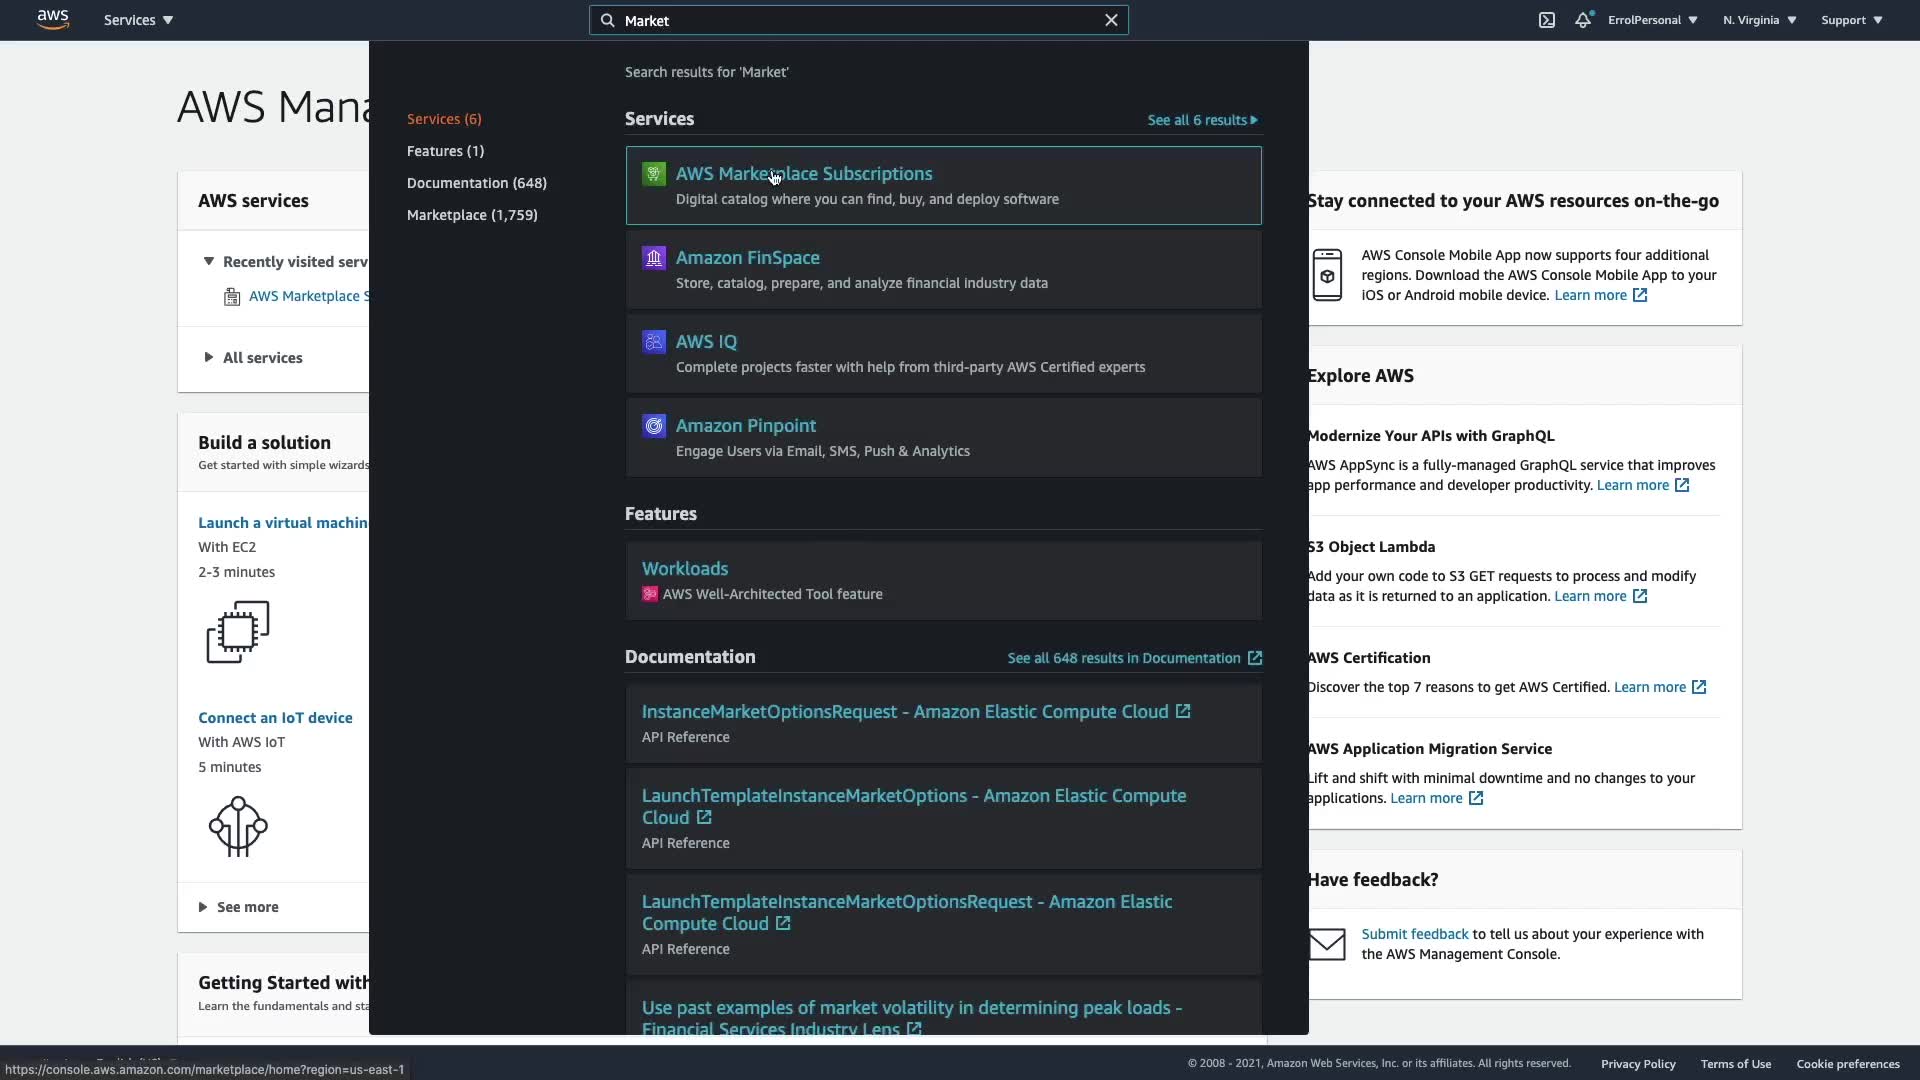 aws
Services
Market
ErrolPersonal
N. Virginia
Support
AWS Mana
AWS services
Recently visited serv
AWS Marketplace S
All services
Build a solution
Get started with simple wizards
Launch a virtual machin
With EC2
2-3 minutes
Connect an IoT device
With AWS IoT
5 minutes
See more
Getting Started with
Learn the fundamentals and sta
Search results for 'Market'
Services (6)
Features (1)
Documentation (648)
Marketplace (1,759)
Services
See all 6 results
AWS Marketplace Subscriptions
Digital catalog where you can find, buy, and deploy software
Amazon FinSpace
Store, catalog, prepare, and analyze financial industry data
AWS IQ
Complete projects faster with help from third-party AWS Certified experts
Amazon Pinpoint
Engage Users via Email, SMS, Push & Analytics
Features
Workloads
AWS Well-Architected Tool feature
Documentation
See all 648 results in Documentation
InstanceMarketOptionsRequest - Amazon Elastic Compute Cloud
API Reference
LaunchTemplateInstanceMarketOptions - Amazon Elastic Compute
Cloud
API Reference
LaunchTemplateInstanceMarketOptionsRequest - Amazon Elastic
Compute Cloud
API Reference
Use past examples of market volatility in determining peak loads -
Financial Services Industry Lens
Stay connected to your AWS resources on-the-go
AWS Console Mobile App now supports four additional
regions. Download the AWS Console Mobile App to your
iOS or Android mobile device. Learn more
Explore AWS
Modernize Your APIs with GraphQL
AWS AppSync is a fully-managed GraphQL service that improves
app performance and developer productivity. Learn more
S3 Object Lambda
Add your own code to S3 GET requests to process and modify
data as it is returned to an application. Learn more
AWS Certification
Discover the top 7 reasons to get AWS Certified. Learn more
AWS Application Migration Service
Lift and shift with minimal downtime and no changes to your
applications. Learn more
Have feedback?
Submit feedback to tell us about your experience with
the AWS Management Console.
https://console.aws.amazon.com/marketplace/home?region=us-east-1
© 2008 - 2021, Amazon Web Services, Inc. or its affiliates. All rights reserved.
Privacy Policy
Terms of Use
Cookie preferences